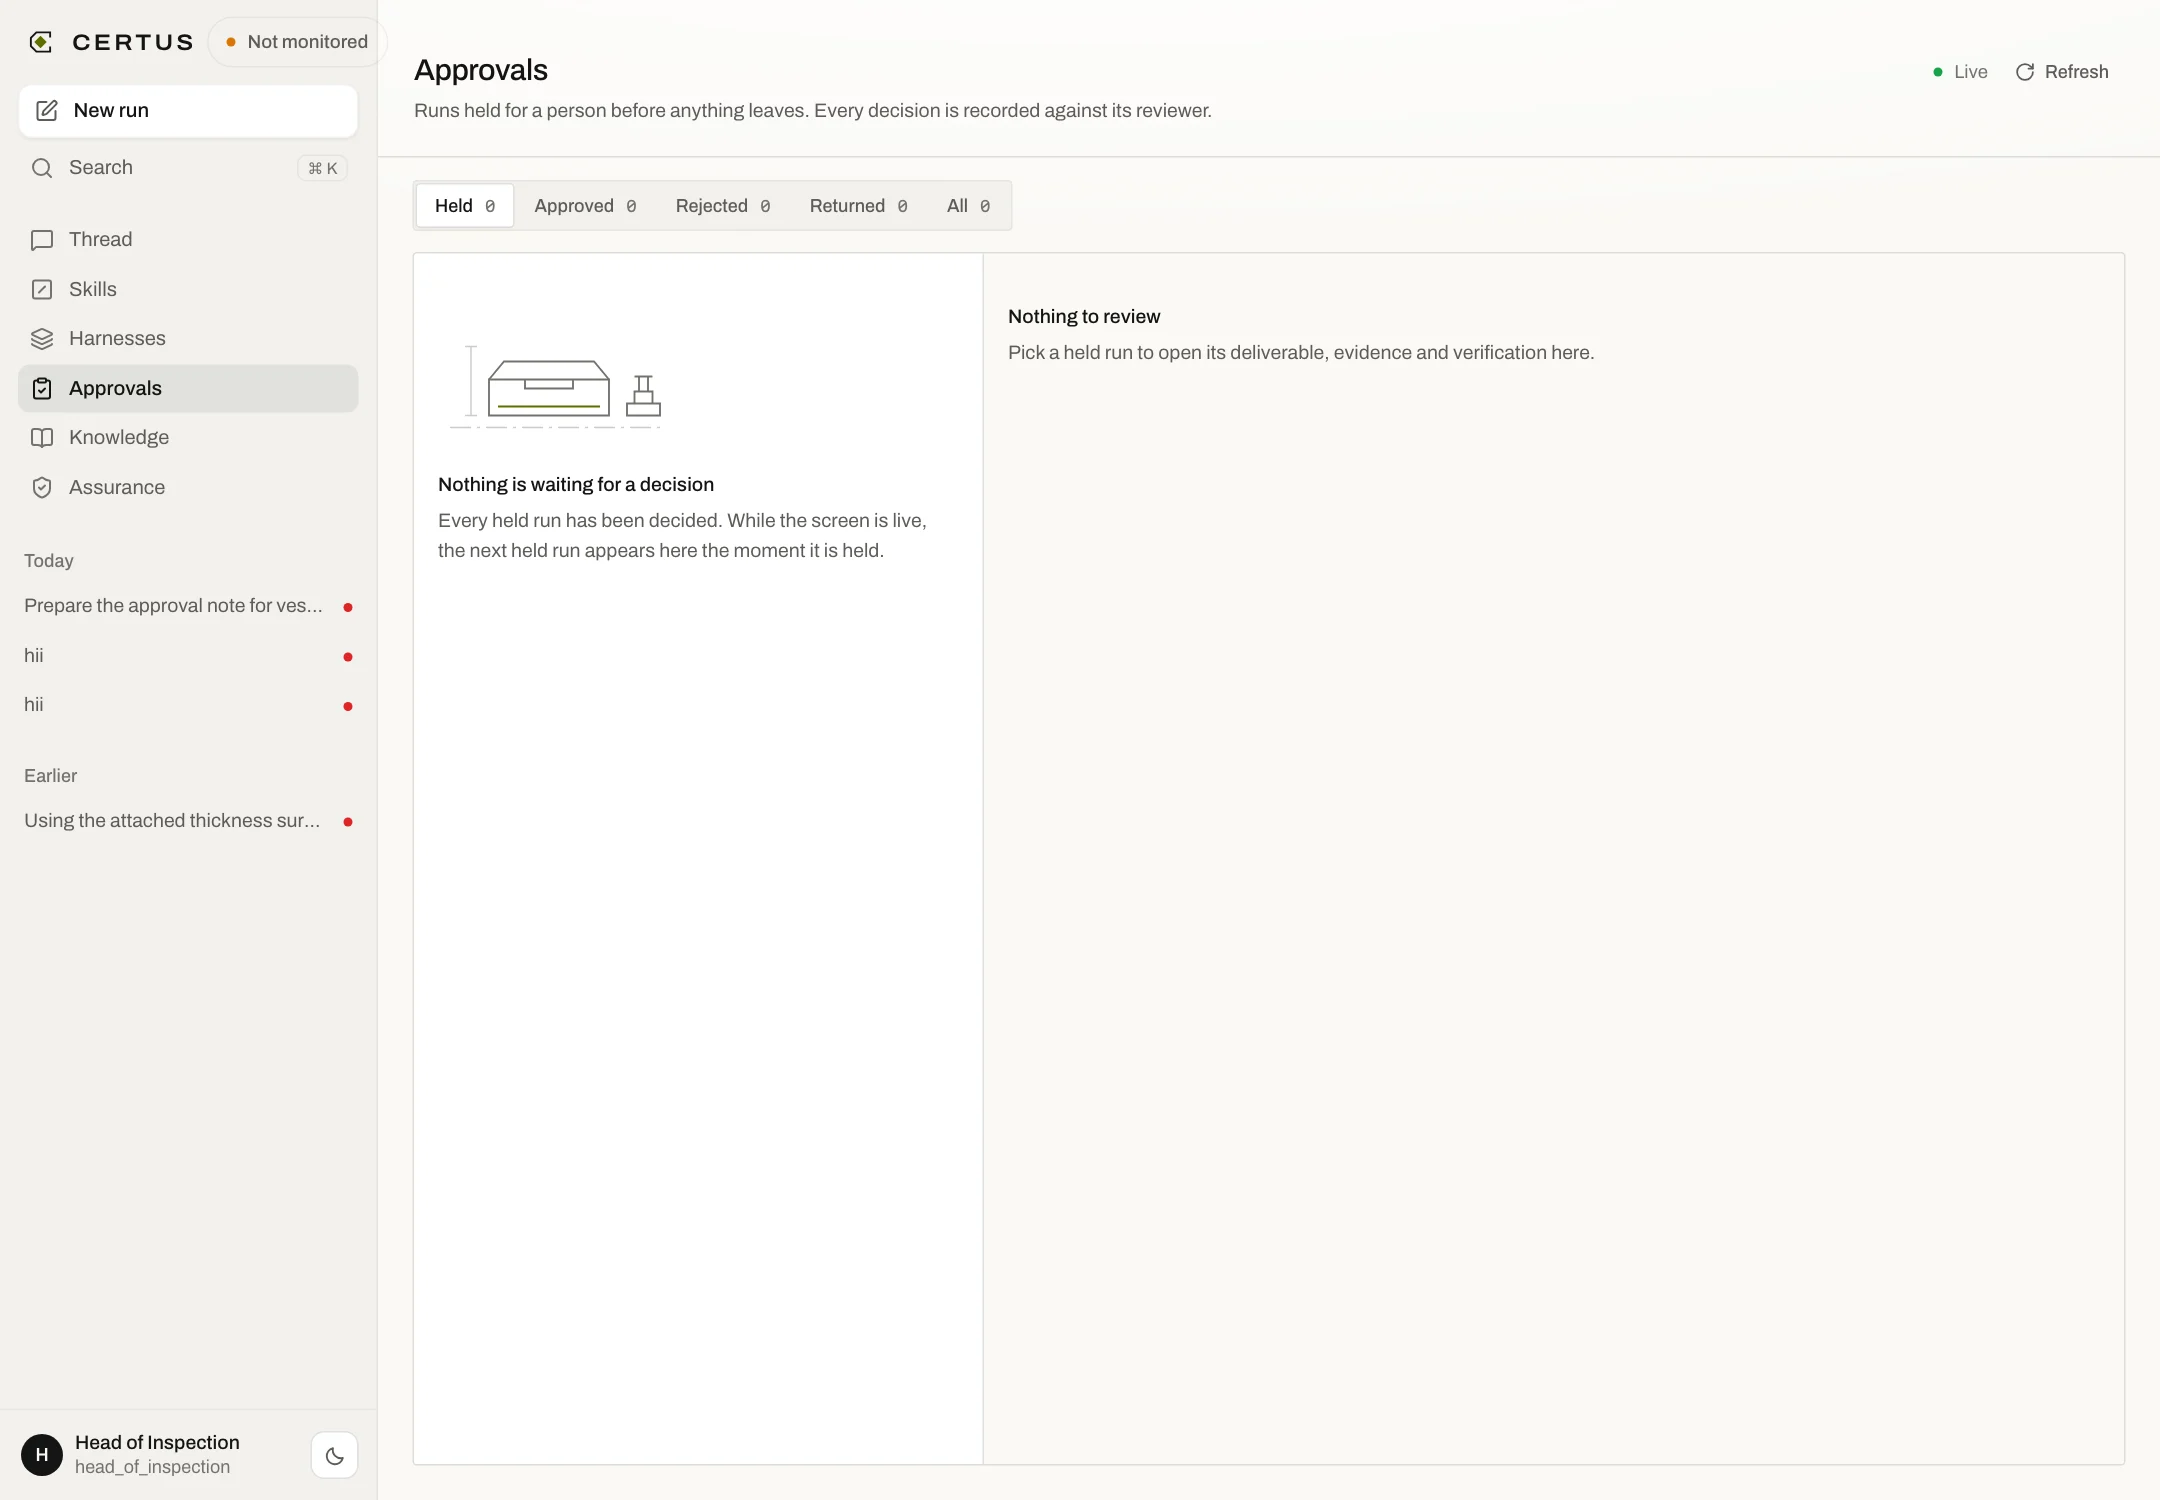 CERTUS
Not monitored
New run
Search
⌘ K
Thread
Skills
Harnesses
Approvals
Knowledge
Assurance
Today
Prepare the approval note for ves...
hii
hii
Earlier
Using the attached thickness sur...
H
Head of Inspection
head_of_inspection
Approvals
Runs held for a person before anything leaves. Every decision is recorded against its reviewer.
Live
Refresh
Held 0
Approved 0
Rejected 0
Returned 0
All 0
Nothing is waiting for a decision
Every held run has been decided. While the screen is live,
the next held run appears here the moment it is held.
Nothing to review
Pick a held run to open its deliverable, evidence and verification here.